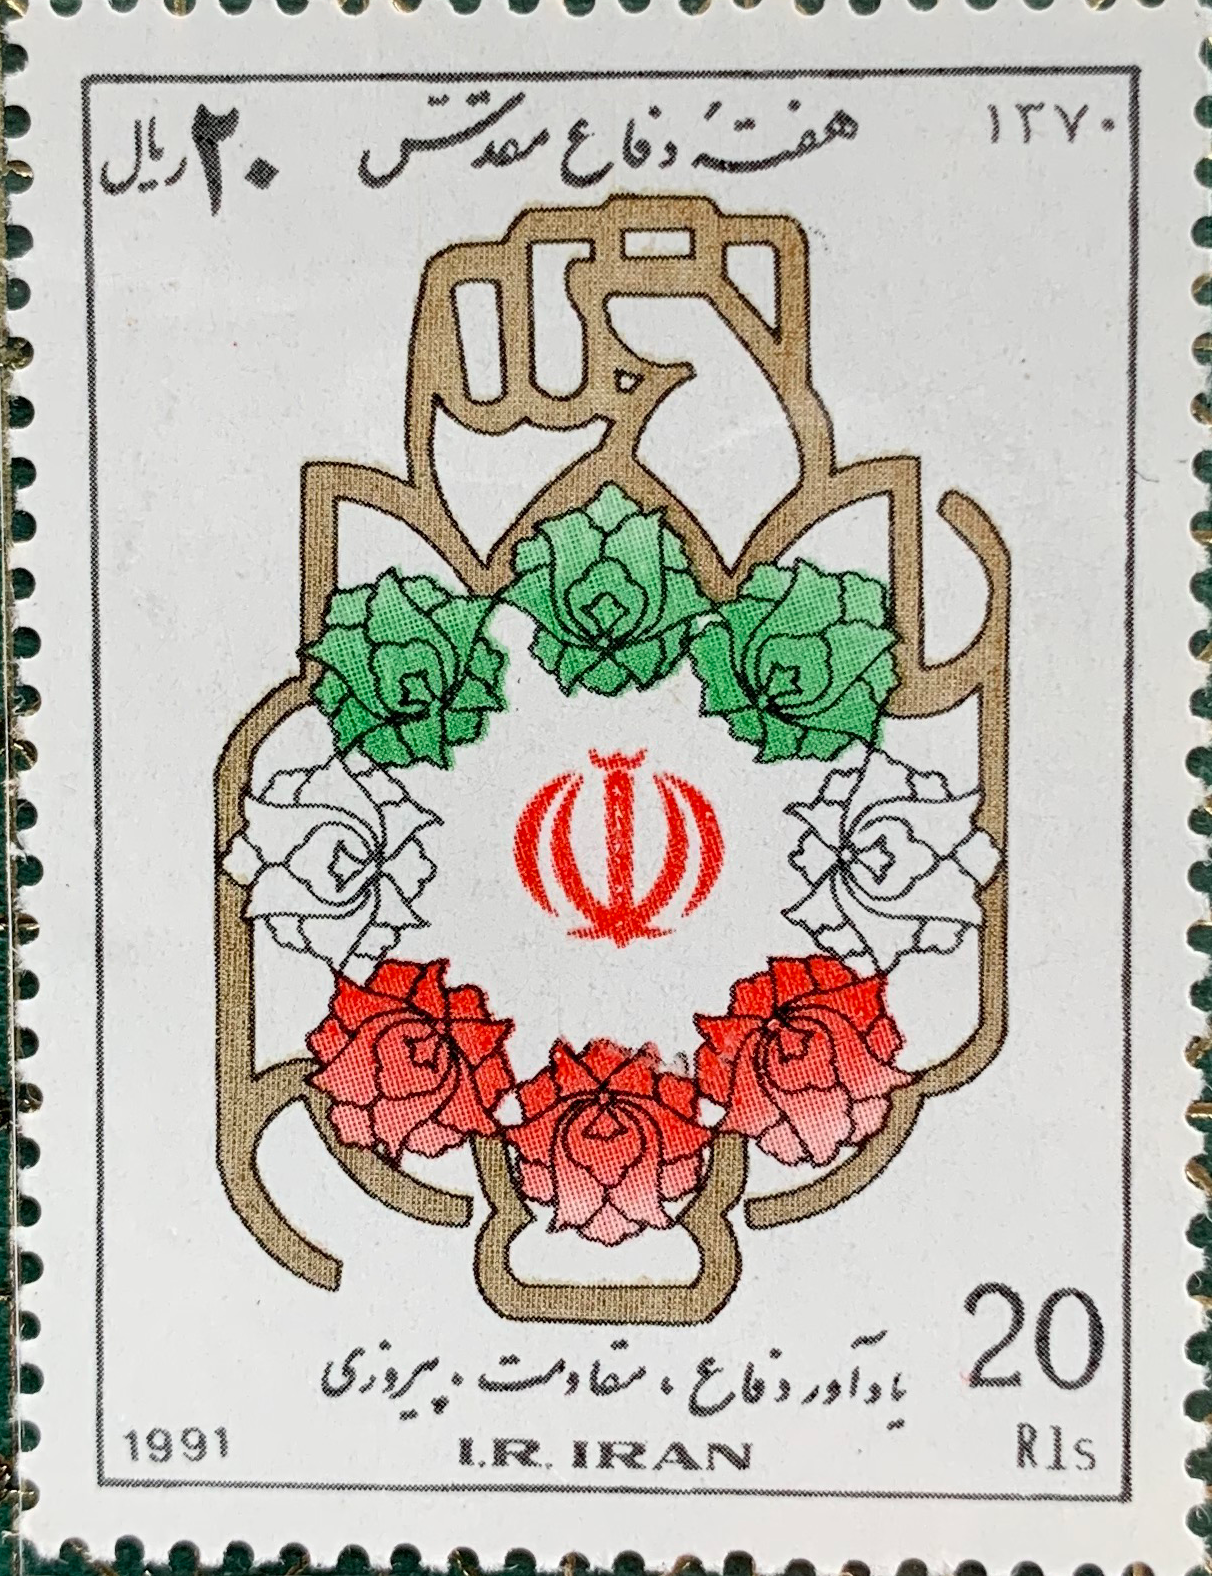 ۱۳۷۰
هفتهٔ دفاع مقدس
۲۰ ریال
یادآور دفاع، مقاومت، پیروزی
20
Rls
1991
I.R. IRAN